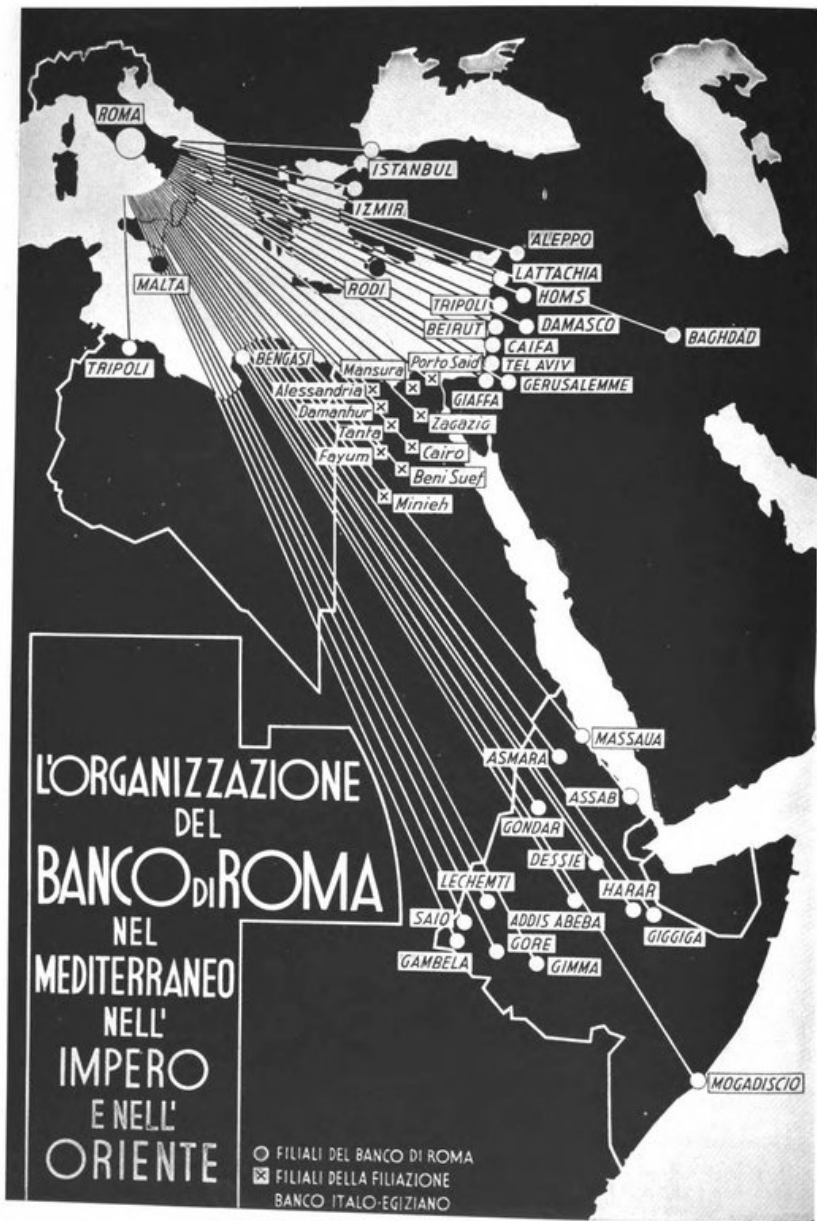 ROMA
ISTANBUL
IZMIR
ALEPPO
LATTACHIA
MALTA
RODI
HOMS
TRIPOLI
BEIRUT
DAMASCO
BAGHDAD
TRIPOLI
BENGASI
CAIFA
Mansura
Porto Said
TEL AVIV
GERUSALEMME
GIAFFA
Alessandria
Damanhur
Zagazig
Tanta
Fayum
Cairo
Beni Suef
Minieh
MASSAUA
ASMARA
ASSAB
GONDAR
DESSIE
LECHEMTI
HARAR
SAIO
ADDIS ABEBA
GIGGIGA
GORE
GAMBELA
GIMMA
MOGADISCIO
L'ORGANIZZAZIONE
DEL
BANCO DI ROMA
NEL
MEDITERRANEO
NELL'
IMPERO
E NELL'
ORIENTE
FILIALI DEL BANCO DI ROMA
FILIALI DELLA FILIAZIONE
BANCO ITALO-EGIZIANO